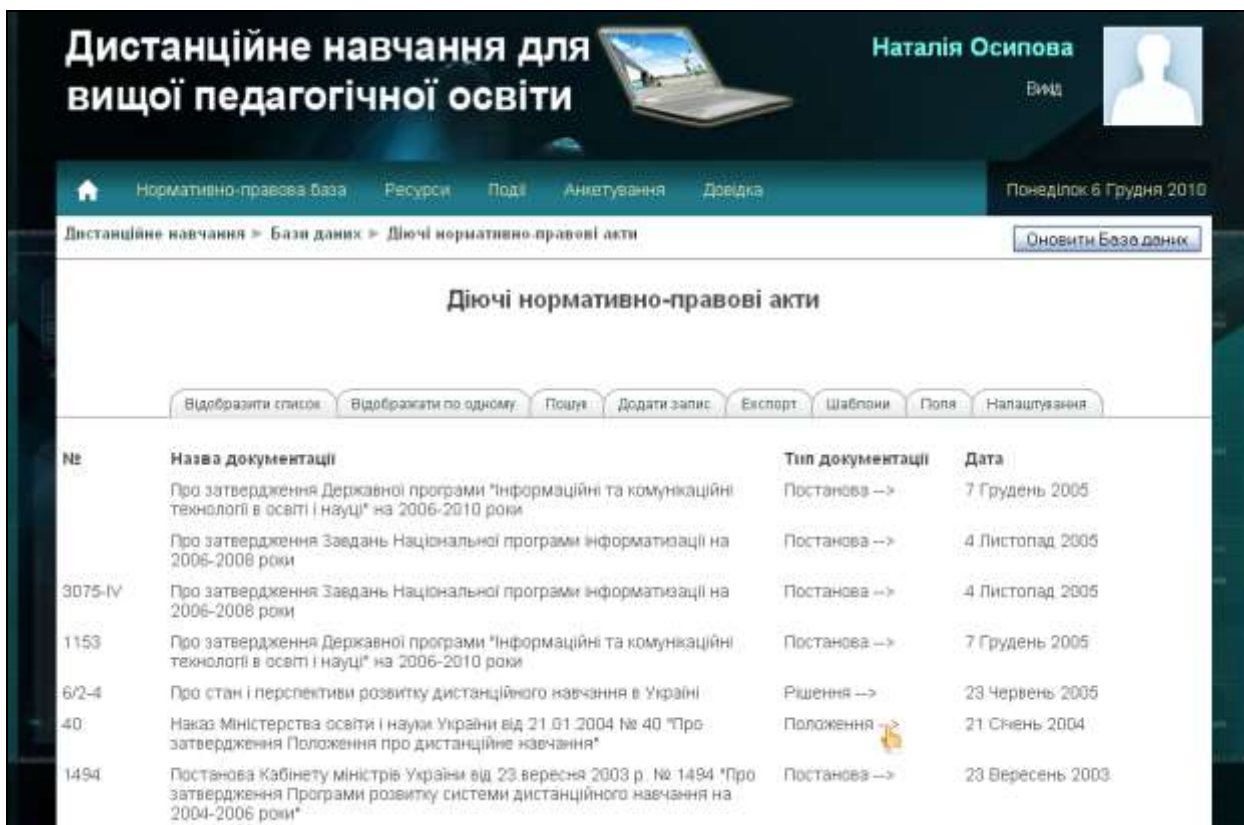 Дистанційне навчання для
вищої педагогічної освіти
Наталія Осипова
Вихід
Нормативно-правова база Ресурси Події Анкетування Довідка
Понеділок 6 Грудня 2010
Дистанційне навчання ► Бази даних ► Діючі нормативно-правові акти
Оновити База даних
Діючі нормативно-правові акти
Відобразити список Відображати по одному Пошук Додати запис Експорт Шаблони Поля Налаштування
№ Назва документації Тип документації Дата
Про затвердження Державної програми "Інформаційні та комунікаційні Постанова --> 7 Грудень 2005
технології в освіті і науці" на 2006-2010 роки
Про затвердження Завдань Національної програми інформатизації на Постанова --> 4 Листопад 2005
2006-2008 роки
3075-IV Про затвердження Завдань Національної програми інформатизації на Постанова --> 4 Листопад 2005
2006-2008 роки
1153 Про затвердження Державної програми "Інформаційні та комунікаційні Постанова --> 7 Грудень 2005
технології в освіті і науці" на 2006-2010 роки
6/2-4 Про стан і перспективи розвитку дистанційного навчання в Україні Рішення --> 23 Червень 2005
40 Наказ Міністерства освіти і науки України від 21.01.2004 № 40 "Про Положення --> 21 Січень 2004
затвердження Положення про дистанційне навчання"
1494 Постанова Кабінету міністрів України від 23 вересня 2003 р. № 1494 "Про Постанова --> 23 Вересень 2003
затвердження Програми розвитку системи дистанційного навчання на
2004-2006 роки"